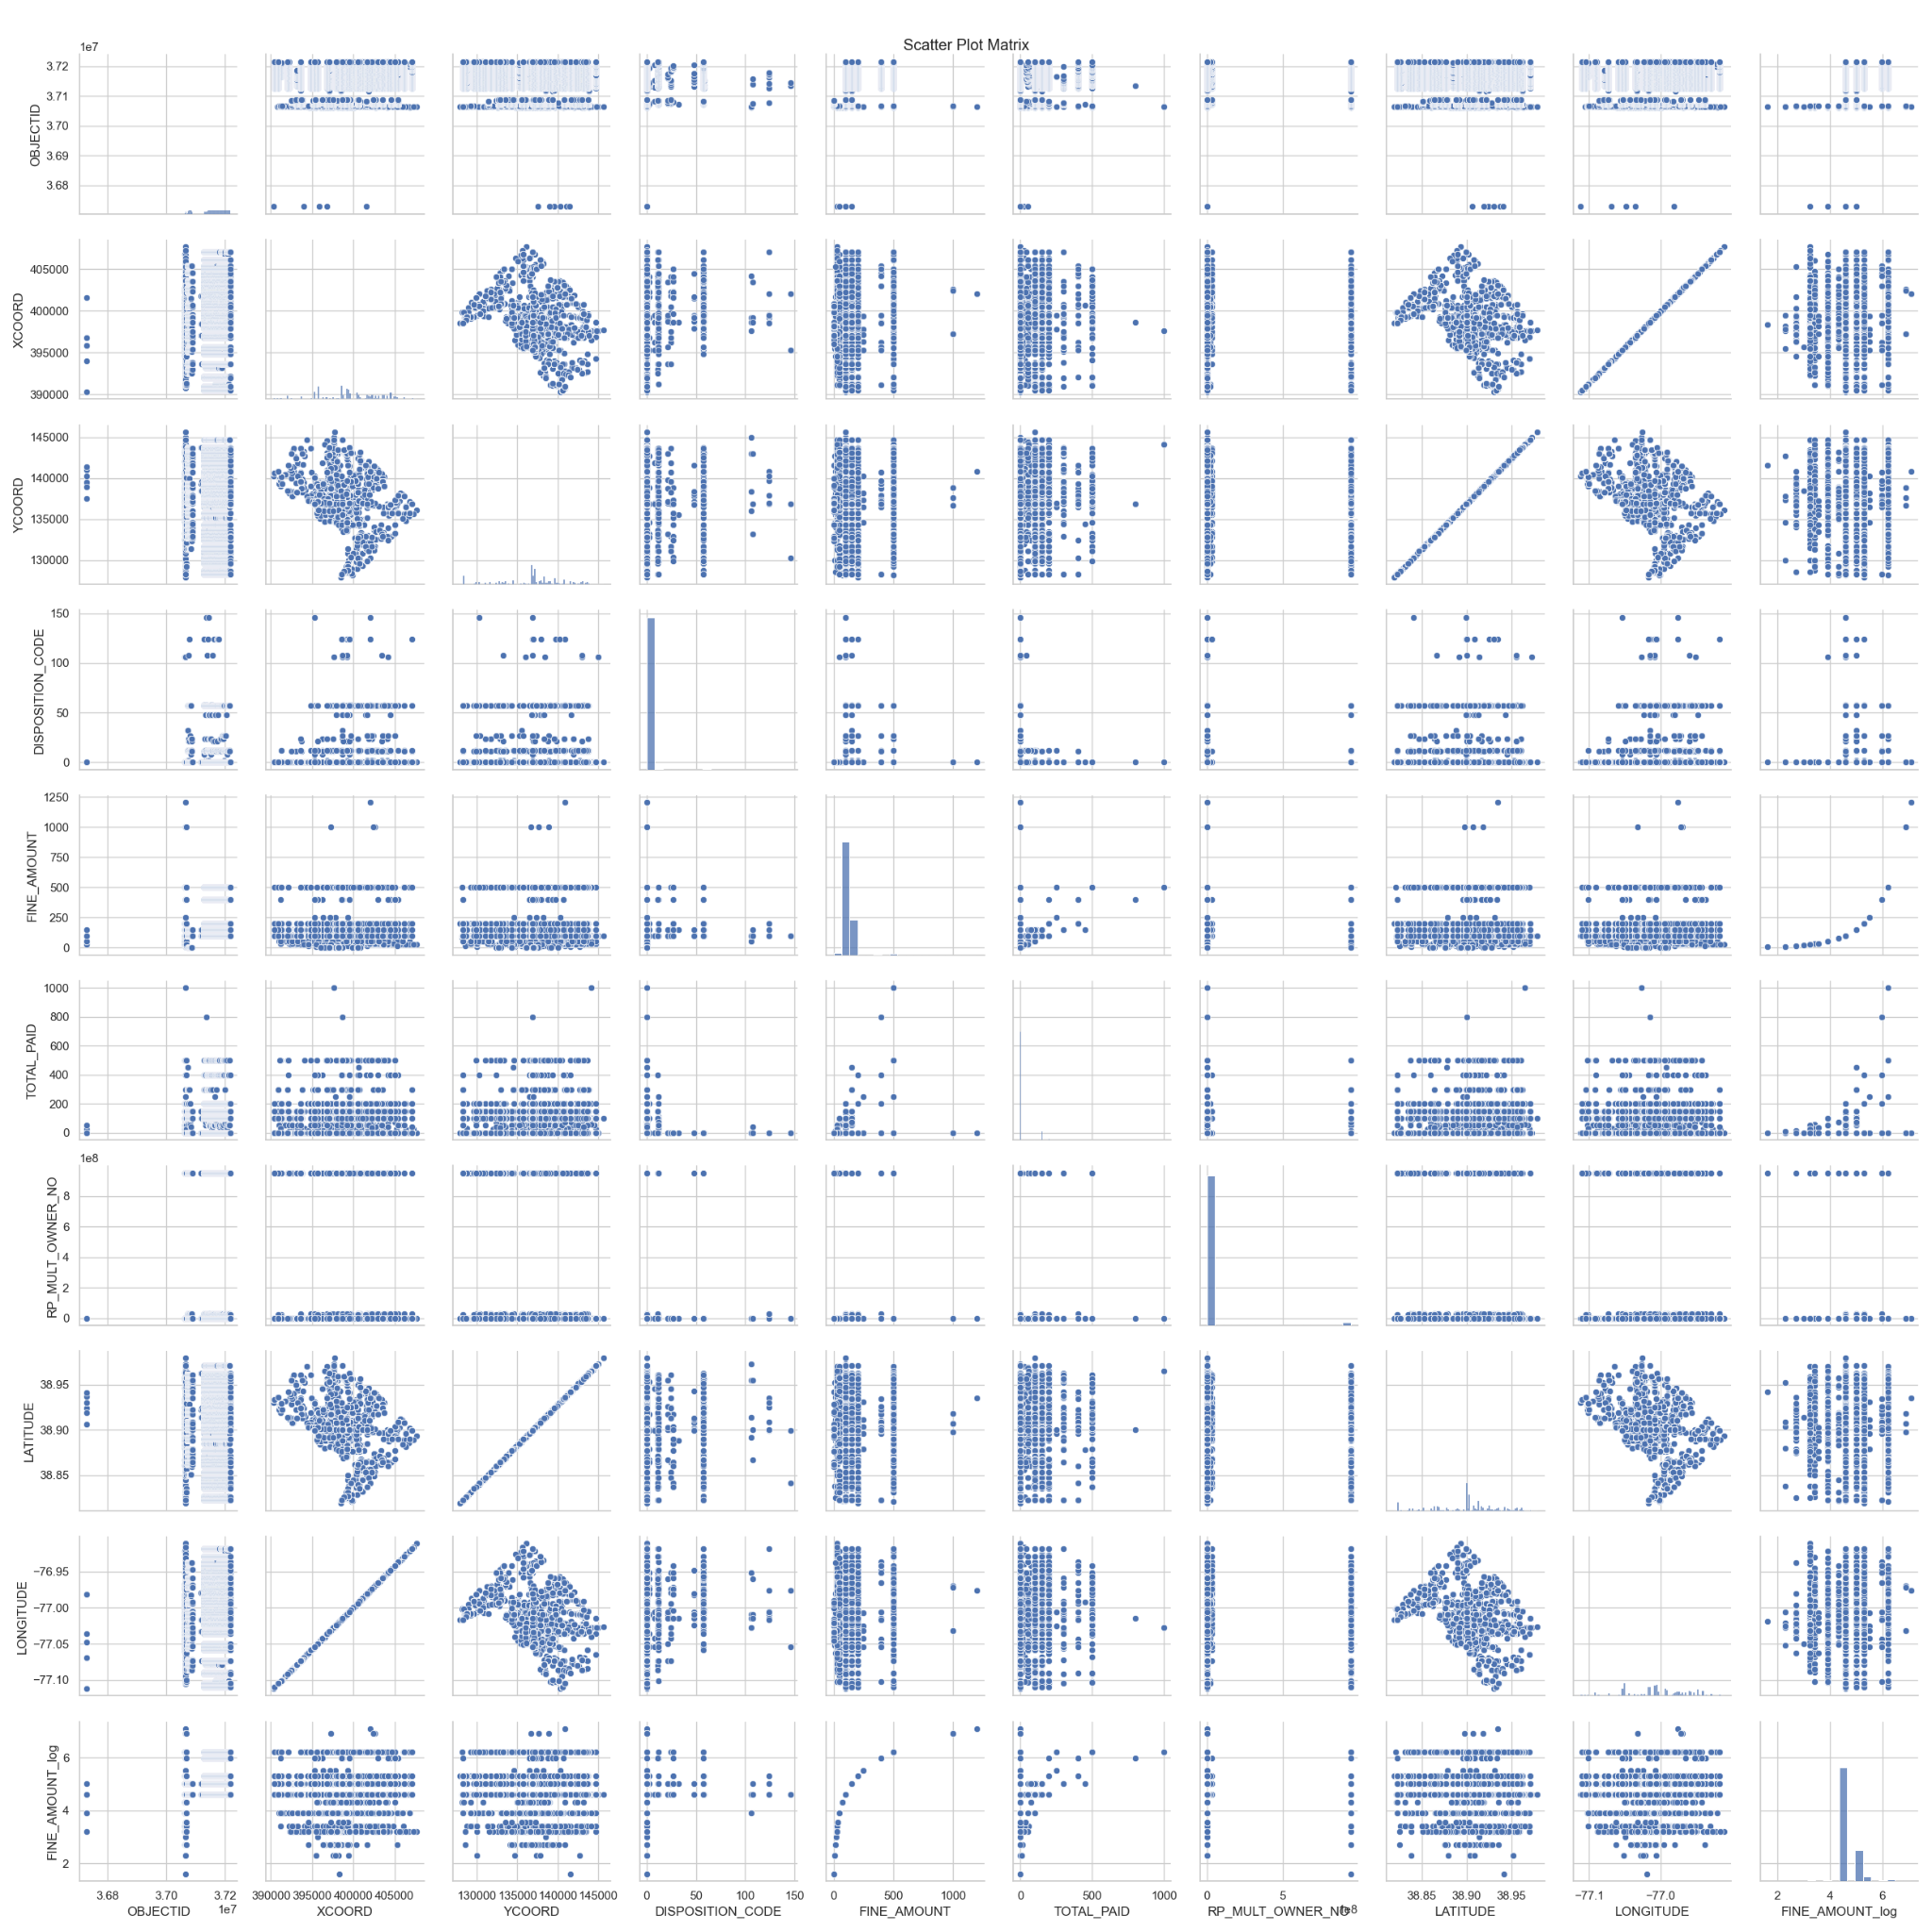 Scatter Plot Matrix
1e7
3.72
3.71
3.70
3.69
3.68
OBJECTID
405000
400000
395000
390000
XCOORD
145000
140000
135000
130000
YCOORD
150
100
50
0
DISPOSITION_CODE
1250
1000
750
500
250
0
FINE_AMOUNT
1000
800
600
400
200
0
TOTAL_PAID
1e8
8
6
4
2
0
RP_MULT_OWNER_NO
38.95
38.90
38.85
LATITUDE
−76.95
−77.00
−77.05
−77.10
LONGITUDE
6
4
2
FINE_AMOUNT_log
3.68 3.70 3.72 390000 395000 400000 405000 130000 135000 140000 145000 0 50 100 150 0 500 1000 0 500 1000 0 5 38.85 38.90 38.95 −77.1 −77.0 2 4 6
OBJECTID 1e7 XCOORD YCOORD DISPOSITION_CODE FINE_AMOUNT TOTAL_PAID RP_MULT_OWNER_NO 1e8 LATITUDE LONGITUDE FINE_AMOUNT_log